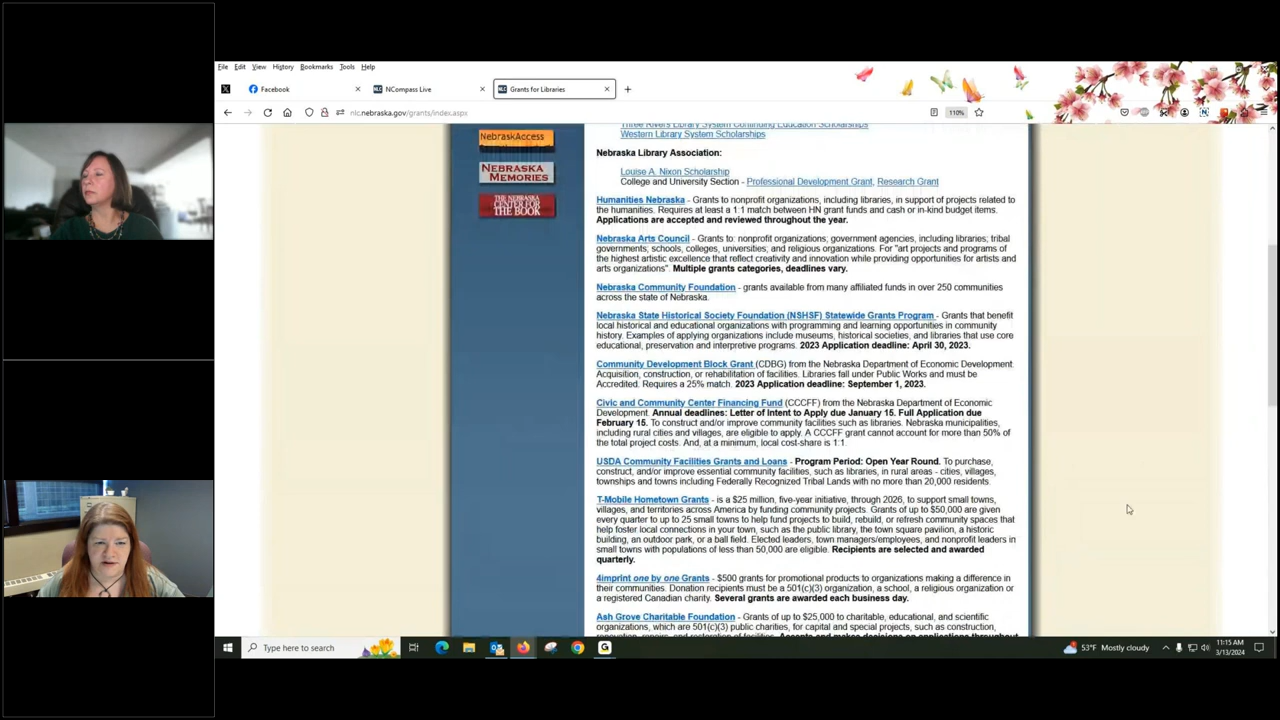 File Edit View History Bookmarks Tools Help
Facebook NCompass Live Grants for Libraries
nlc.nebraska.gov/grants/index.aspx 110%
Three Rivers Library System Continuing Education Scholarships
NebraskAccess
Western Library System Scholarships
Nebraska Library Association:
NEBRASKA
MEMORIES
Louise A. Nixon Scholarship
College and University Section - Professional Development Grant, Research Grant
THE NEBRASKA
CENTER FOR
THE BOOK
Humanities Nebraska - Grants to nonprofit organizations, including libraries, in support of projects related to
the humanities. Requires at least a 1:1 match between HN grant funds and cash or in-kind budget items.
Applications are accepted and reviewed throughout the year.
Nebraska Arts Council - Grants to: nonprofit organizations; government agencies, including libraries; tribal
governments; schools, colleges, universities; and religious organizations. For "art projects and programs of
the highest artistic excellence that reflect creativity and innovation while providing opportunities for artists and
arts organizations". Multiple grants categories, deadlines vary.
Nebraska Community Foundation - grants available from many affiliated funds in over 250 communities
across the state of Nebraska.
Nebraska State Historical Society Foundation (NSHSF) Statewide Grants Program - Grants that benefit
local historical and educational organizations with programming and learning opportunities in community
history. Examples of applying organizations include museums, historical societies, and libraries that use core
educational, preservation and interpretive programs. 2023 Application deadline: April 30, 2023.
Community Development Block Grant (CDBG) from the Nebraska Department of Economic Development.
Acquisition, construction, or rehabilitation of facilities. Libraries fall under Public Works and must be
Accredited. Requires a 25% match. 2023 Application deadline: September 1, 2023.
Civic and Community Center Financing Fund (CCCFF) from the Nebraska Department of Economic
Development. Annual deadlines: Letter of Intent to Apply due January 15. Full Application due
February 15. To construct and/or improve community facilities such as libraries. Nebraska municipalities,
including rural cities and villages, are eligible to apply. A CCCFF grant cannot account for more than 50% of
the total project costs. And, at a minimum, local cost-share is 1:1.
USDA Community Facilities Grants and Loans - Program Period: Open Year Round. To purchase,
construct, and/or improve essential community facilities, such as libraries, in rural areas - cities, villages,
townships and towns including Federally Recognized Tribal Lands with no more than 20,000 residents.
T-Mobile Hometown Grants - is a $25 million, five-year initiative, through 2026, to support small towns,
villages, and territories across America by funding community projects. Grants of up to $50,000 are given
every quarter to up to 25 small towns to help fund projects to build, rebuild, or refresh community spaces that
help foster local connections in your town, such as the public library, the town square pavilion, a historic
building, an outdoor park, or a ball field. Elected leaders, town managers/employees, and nonprofit leaders in
small towns with populations of less than 50,000 are eligible. Recipients are selected and awarded
quarterly.
4imprint one by one Grants - $500 grants for promotional products to organizations making a difference in
their communities. Donation recipients must be a 501(c)(3) organization, a school, a religious organization or
a registered Canadian charity. Several grants are awarded each business day.
Ash Grove Charitable Foundation - Grants of up to $25,000 to charitable, educational, and scientific
organizations, which are 501(c)(3) public charities, for capital and special projects, such as construction,
renovation, repairs, and restoration of facilities. Accepts and makes decisions on applications throughout
Type here to search 53°F Mostly cloudy 11:15 AM
3/13/2024